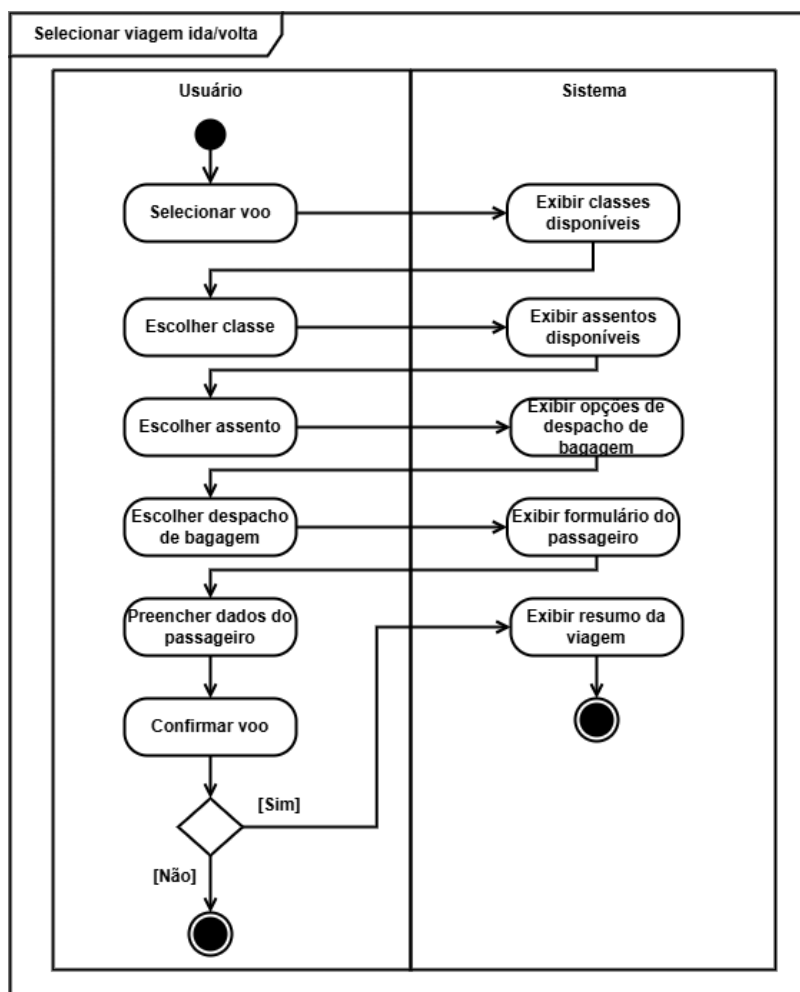 Selecionar viagem ida/volta
Usuário
Sistema
Selecionar voo
Exibir classes
disponíveis
Escolher classe
Exibir assentos
disponíveis
Escolher assento
Exibir opções de
despacho de
bagagem
Escolher despacho
de bagagem
Exibir formulário do
passageiro
Preencher dados do
passageiro
Exibir resumo da
viagem
Confirmar voo
[Sim]
[Não]